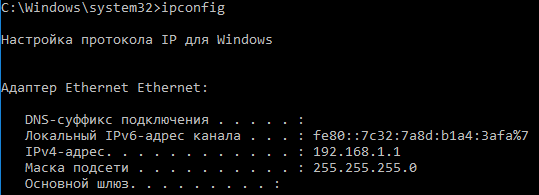 C:\Windows\system32>ipconfig
Настройка протокола IP для Windows
Адаптер Ethernet Ethernet:
DNS-суффикс подключения . . . . . :
Локальный IPv6-адрес канала . . . : fe80::7c32:7a8d:b1a4:3afa%7
IPv4-адрес. . . . . . . . . . . . : 192.168.1.1
Маска подсети . . . . . . . . . . : 255.255.255.0
Основной шлюз. . . . . . . . . :